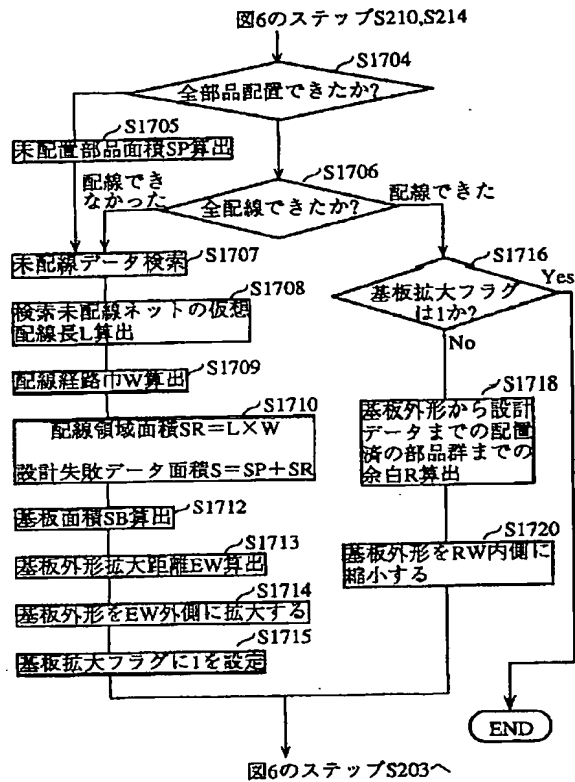 図6のステップS210,S214
S1704
全部品配置できたか?
S1705
未配置部品面積SP算出
S1706
配線でき
なかった
全配線できたか?
配線できた
S1707
未配線データ検索
S1708
検索未配線ネットの仮想
配線長L算出
S1709
配線経路巾W算出
S1710
配線領域面積SR=L×W
設計失敗データ面積S=SP+SR
S1712
基板面積SB算出
S1713
基板外形拡大距離EW算出
S1714
基板外形をEW外側に拡大する
S1715
基板拡大フラグに1を設定
S1716
基板拡大フラグ
は1か?
Yes
No
S1718
基板外形から設計
データまでの配置
済の部品群までの
余白R算出
S1720
基板外形をRW内側に
縮小する
END
図6のステップS203へ